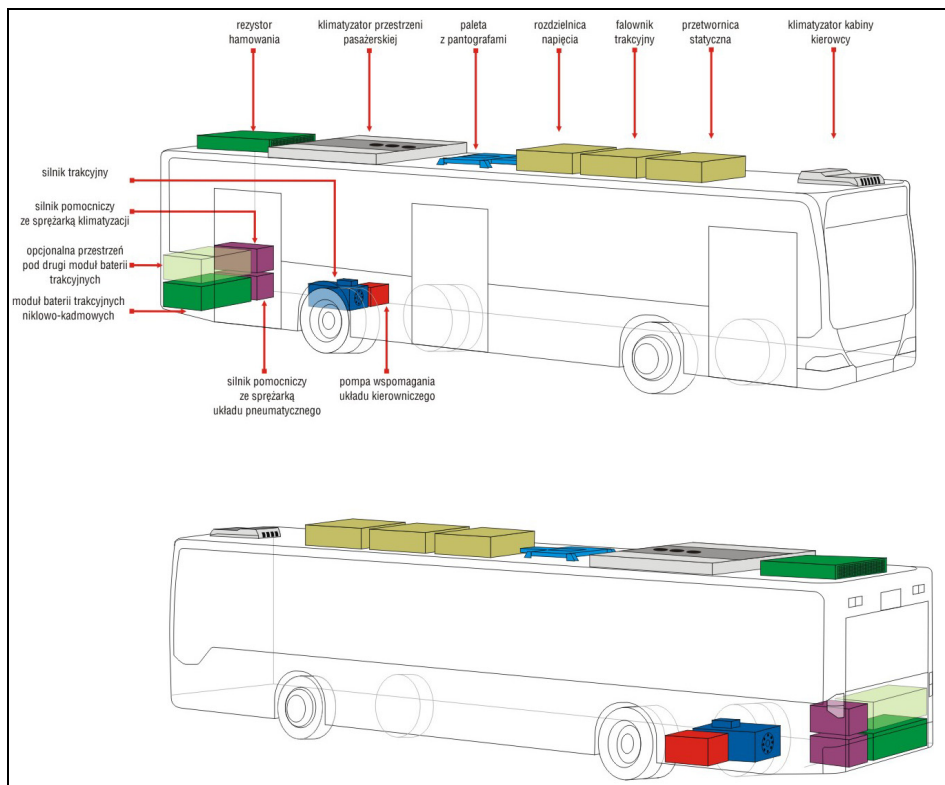 rezystor
hamowania
klimatyzator przestrzeni
pasażerskiej
paleta
z pantografami
rozdzielnica
napięcia
falownik
trakcyjny
przetwornica
statyczna
klimatyzator kabiny
kierowcy
silnik trakcyjny
silnik pomocniczy
ze sprężarką klimatyzacji
opcjonalna przestrzeń
pod drugi moduł baterii
trakcyjnych
moduł baterii trakcyjnych
niklowo-kadmowych
silnik pomocniczy
ze sprężarką
układu pneumatycznego
pompa wspomagania
układu kierowniczego